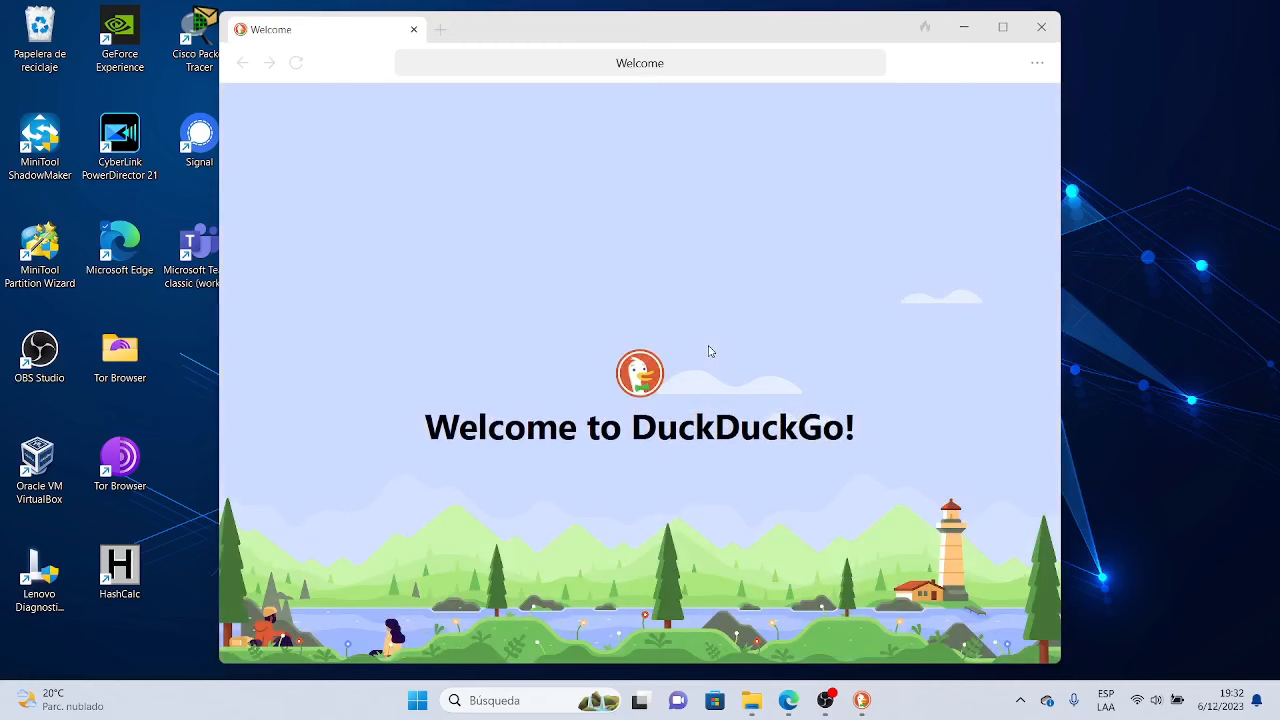 Papelera de
reciclaje
GeForce
Experience
Cisco Pack
Tracer
MiniTool
ShadowMaker
CyberLink
PowerDirector 21
Signal
MiniTool
Partition Wizard
Microsoft Edge
Microsoft Te
classic (work
OBS Studio
Tor Browser
Oracle VM
VirtualBox
Tor Browser
Lenovo
Diagnosti...
HashCalc
Welcome
Welcome
Welcome to DuckDuckGo!
20°C
Parc. nublado
Búsqueda
ESP
LAA
19:32
6/12/2023